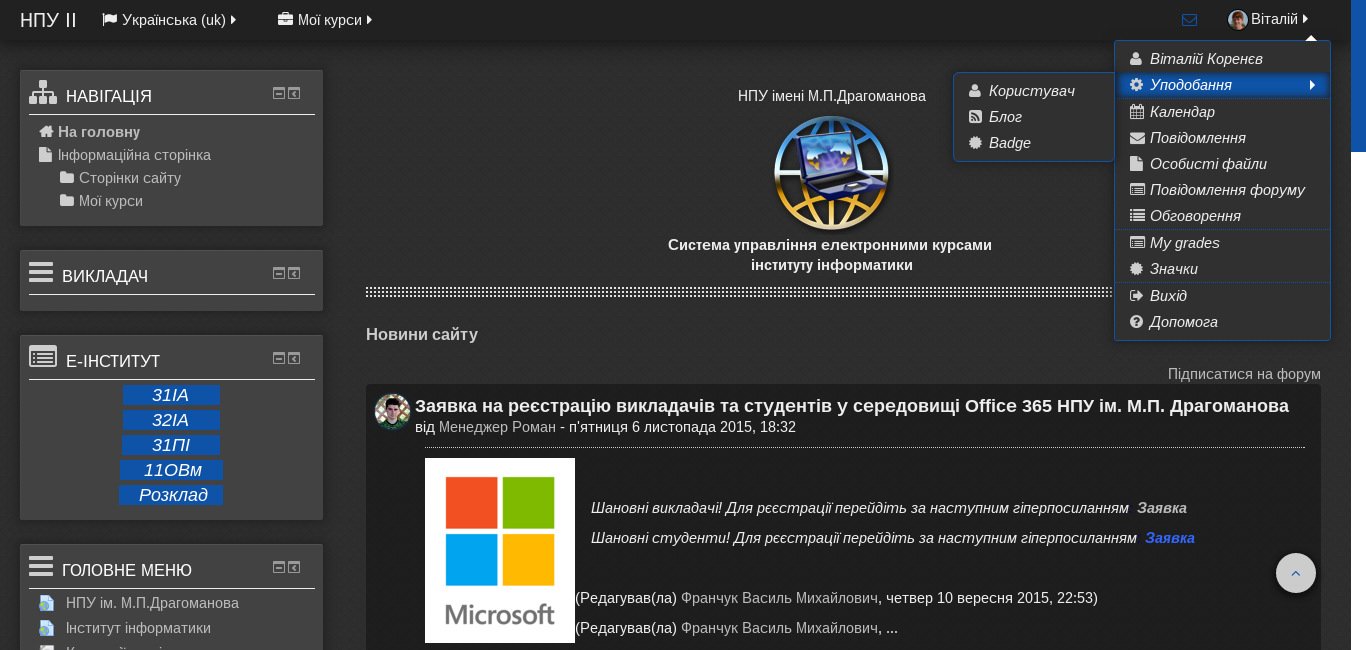 НПУ ІІ
Українська (uk)
Мої курси
Віталій
Віталій Коренєв
Уподобання
Календар
Повідомлення
Особисті файли
Повідомлення форуму
Обговорення
My grades
Значки
Вихід
Допомога
Користувач
Блог
Badge
НАВІГАЦІЯ
На головну
Інформаційна сторінка
Сторінки сайту
Мої курси
ВИКЛАДАЧ
Е-ІНСТИТУТ
31ІА
32ІА
31ПІ
11ОВм
Розклад
ГОЛОВНЕ МЕНЮ
НПУ ім. М.П.Драгоманова
Інститут інформатики
НПУ імені М.П.Драгоманова
Система управління електронними курсами
інституту інформатики
Новини сайту
Підписатися на форум
Заявка на реєстрацію викладачів та студентів у середовищі Office 365 НПУ ім. М.П. Драгоманова
від Менеджер Роман - п'ятниця 6 листопада 2015, 18:32
Microsoft
Шановні викладачі! Для рєєстрації перейдіть за наступним гіперпосиланням Заявка
Шановні студенти! Для рєєстрації перейдіть за наступним гіперпосиланням Заявка
(Редагував(ла) Франчук Василь Михайлович, четвер 10 вересня 2015, 22:53)
(Редагував(ла) Франчук Василь Михайлович, ...